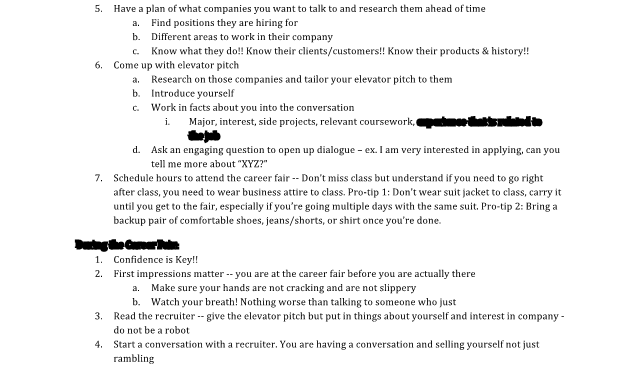 5. Have a plan of what companies you want to talk to and research them ahead of time
a. Find positions they are hiring for
b. Different areas to work in their company
c. Know what they do!! Know their clients/customers!! Know their products & history!!
6. Come up with elevator pitch
a. Research on those companies and tailor your elevator pitch to them
b. Introduce yourself
c. Work in facts about you into the conversation
i. Major, interest, side projects, relevant coursework,
d. Ask an engaging question to open up dialogue – ex. I am very interested in applying, can you
tell me more about “XYZ?”
7. Schedule hours to attend the career fair -- Don’t miss class but understand if you need to go right
after class, you need to wear business attire to class. Pro-tip 1: Don’t wear suit jacket to class, carry it
until you get to the fair, especially if you’re going multiple days with the same suit. Pro-tip 2: Bring a
backup pair of comfortable shoes, jeans/shorts, or shirt once you’re done.
1. Confidence is Key!!
2. First impressions matter -- you are at the career fair before you are actually there
a. Make sure your hands are not cracking and are not slippery
b. Watch your breath! Nothing worse than talking to someone who just
3. Read the recruiter -- give the elevator pitch but put in things about yourself and interest in company -
do not be a robot
4. Start a conversation with a recruiter. You are having a conversation and selling yourself not just
rambling